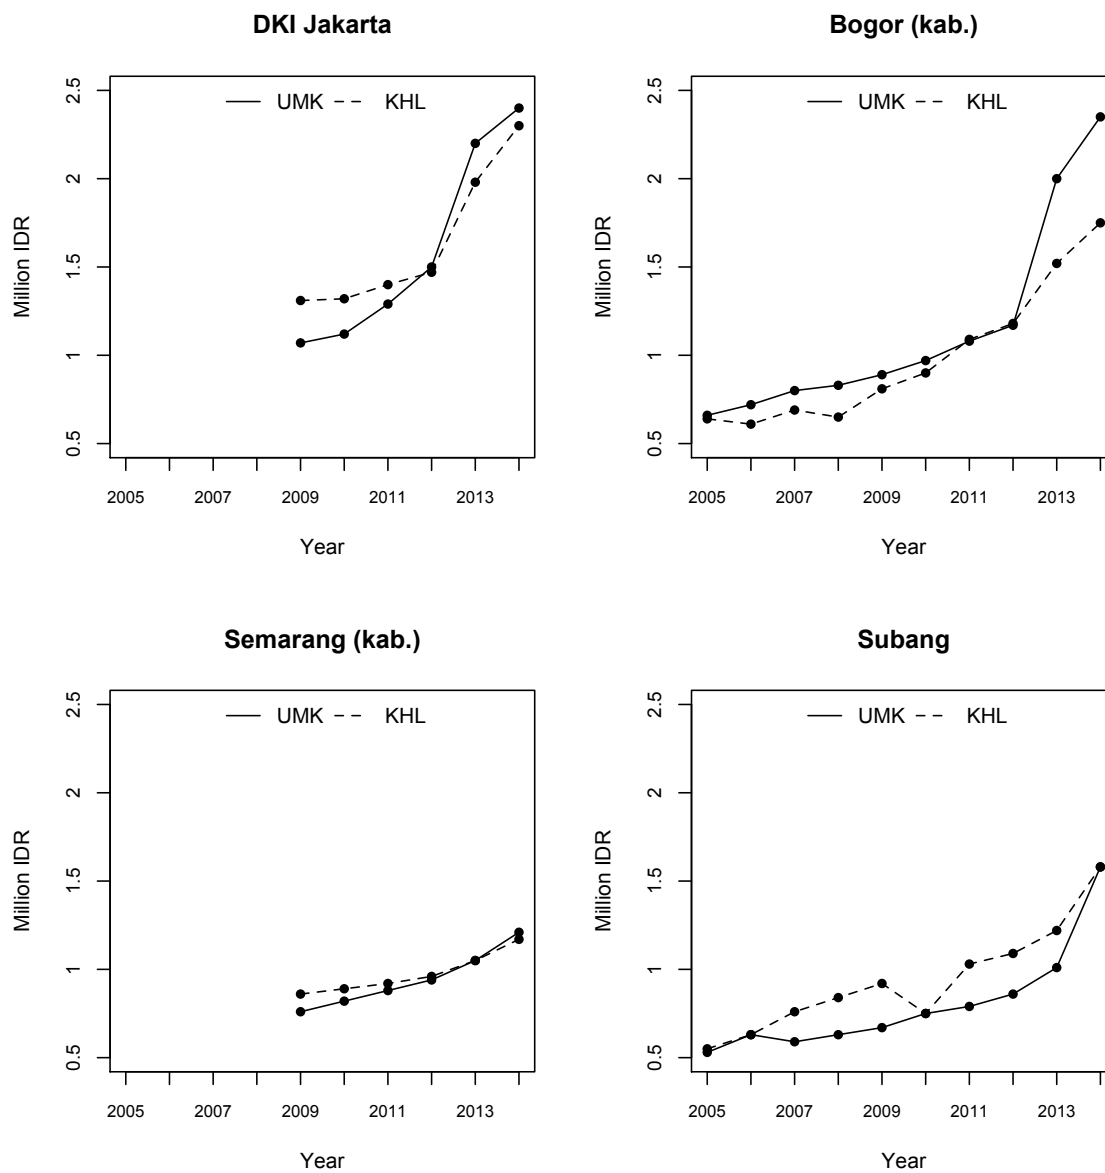 DKI Jakarta
UMK KHL
Million IDR
2.5
2
1.5
1
0.5
2005 2007 2009 2011 2013
Year
Bogor (kab.)
UMK KHL
Million IDR
2.5
2
1.5
1
0.5
2005 2007 2009 2011 2013
Year
Semarang (kab.)
UMK KHL
Million IDR
2.5
2
1.5
1
0.5
2005 2007 2009 2011 2013
Year
Subang
UMK KHL
Million IDR
2.5
2
1.5
1
0.5
2005 2007 2009 2011 2013
Year